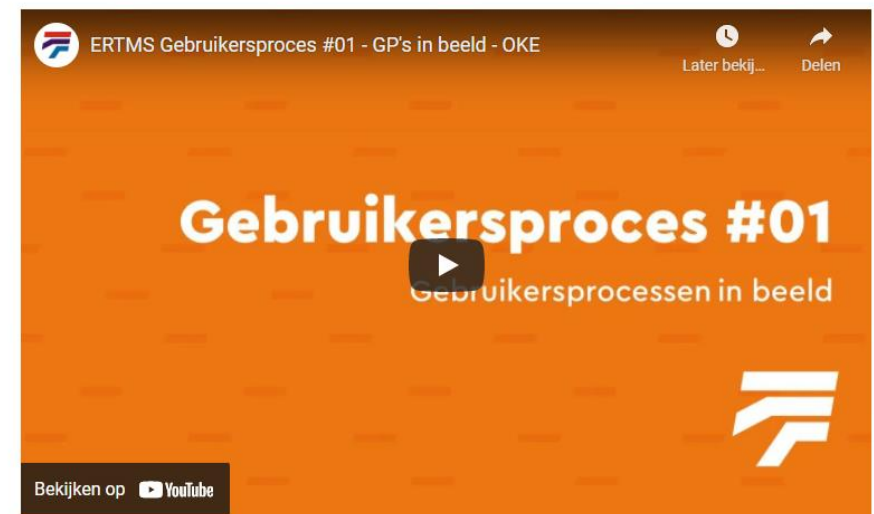 ERTMS Gebruikersproces #01 - GP's in beeld - OKE
Later bekij...
Delen
Gebruikersproces #01
Gebruikersprocessen in beeld
Bekijken op YouTube